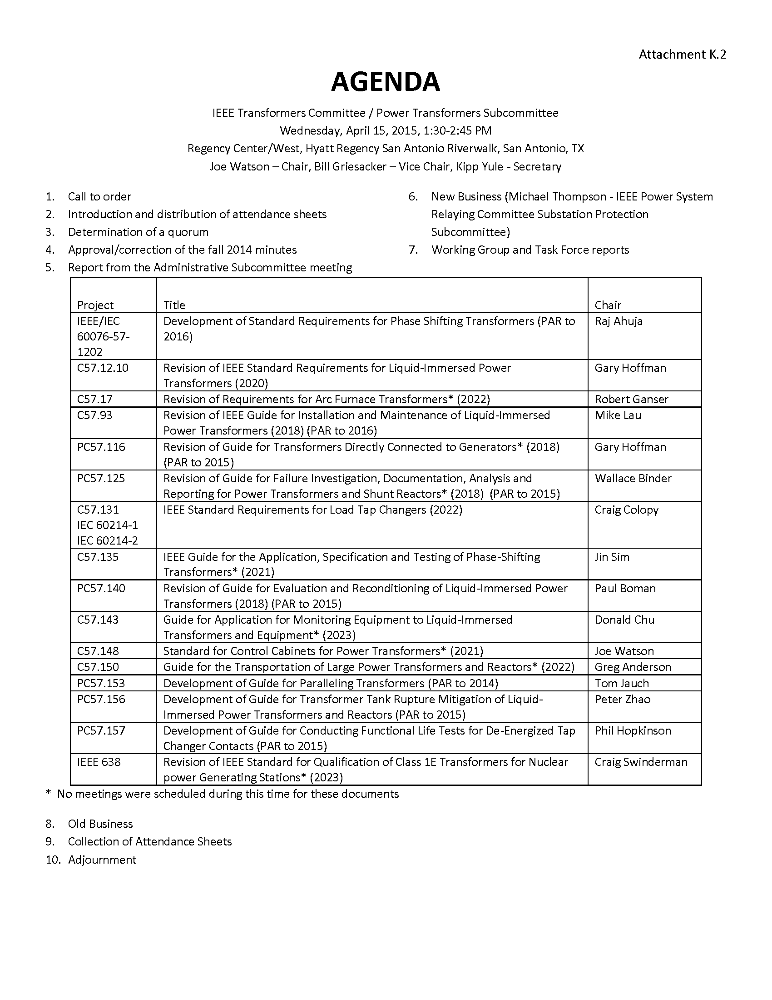 Attachment K.2
AGENDA
IEEE Transformers Committee / Power Transformers Subcommittee
Wednesday, April 15, 2015, 1:30-2:45 PM
Regency Center/West, Hyatt Regency San Antonio Riverwalk, San Antonio, TX
Joe Watson – Chair, Bill Griesacker – Vice Chair, Kipp Yule - Secretary
1. Call to order
2. Introduction and distribution of attendance sheets
3. Determination of a quorum
4. Approval/correction of the fall 2014 minutes
5. Report from the Administrative Subcommittee meeting
6. New Business (Michael Thompson - IEEE Power System
Relaying Committee Substation Protection
Subcommittee)
7. Working Group and Task Force reports
Project Title Chair
IEEE/IEC
60076-57-
1202
Development of Standard Requirements for Phase Shifting Transformers (PAR to
2016)
Raj Ahuja
C57.12.10
Revision of IEEE Standard Requirements for Liquid-Immersed Power
Transformers (2020)
Gary Hoffman
C57.17 Revision of Requirements for Arc Furnace Transformers* (2022) Robert Ganser
C57.93
Revision of IEEE Guide for Installation and Maintenance of Liquid-Immersed
Power Transformers (2018) (PAR to 2016)
Mike Lau
PC57.116
Revision of Guide for Transformers Directly Connected to Generators* (2018)
(PAR to 2015)
Gary Hoffman
PC57.125
Revision of Guide for Failure Investigation, Documentation, Analysis and
Reporting for Power Transformers and Shunt Reactors* (2018)  (PAR to 2015)
Wallace Binder
C57.131
IEC 60214-1
IEC 60214-2
IEEE Standard Requirements for Load Tap Changers (2022)
Craig Colopy
C57.135
IEEE Guide for the Application, Specification and Testing of Phase-Shifting
Transformers* (2021)
Jin Sim
PC57.140
Revision of Guide for Evaluation and Reconditioning of Liquid-Immersed Power
Transformers (2018) (PAR to 2015)
Paul Boman
C57.143
Guide for Application for Monitoring Equipment to Liquid-Immersed
Transformers and Equipment* (2023)
Donald Chu
C57.148 Standard for Control Cabinets for Power Transformers* (2021) Joe Watson
C57.150 Guide for the Transportation of Large Power Transformers and Reactors* (2022) Greg Anderson
PC57.153 Development of Guide for Paralleling Transformers (PAR to 2014) Tom Jauch
PC57.156
Development of Guide for Transformer Tank Rupture Mitigation of Liquid-
Immersed Power Transformers and Reactors (PAR to 2015)
Peter Zhao
PC57.157
Development of Guide for Conducting Functional Life Tests for De-Energized Tap
Changer Contacts (PAR to 2015)
Phil Hopkinson
IEEE 638
Revision of IEEE Standard for Qualification of Class 1E Transformers for Nuclear
power Generating Stations* (2023)
Craig Swinderman
* No meetings were scheduled during this time for these documents
8. Old Business
9. Collection of Attendance Sheets
10. Adjournment